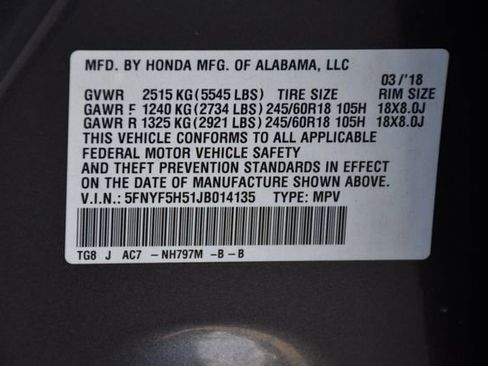 MFD. BY HONDA MFG. OF ALABAMA, LLC
03/'18
GVWR 2515 KG (5545 LBS) TIRE SIZE RIM SIZE
GAWR F 1240 KG (2734 LBS) 245/60R18 105H 18X8.0J
GAWR R 1325 KG (2921 LBS) 245/60R18 105H 18X8.0J
THIS VEHICLE CONFORMS TO ALL APPLICABLE
FEDERAL MOTOR VEHICLE SAFETY
AND THEFT PREVENTION STANDARDS IN EFFECT
ON THE DATE OF MANUFACTURE SHOWN ABOVE.
V.I.N.: 5FNYF5H51JB014135 TYPE: MPV
TG8 J AC7 -NH797M -B-B